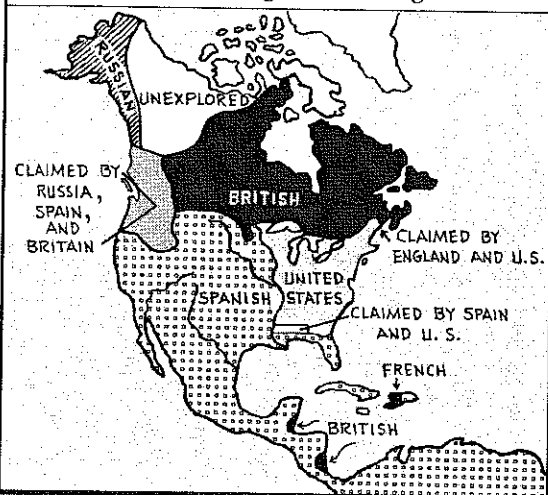 RUSSIAN
UNEXPLORED
CLAIMED BY
RUSSIA,
SPAIN,
AND
BRITAIN
BRITISH
CLAIMED BY
ENGLAND AND U.S.
UNITED
STATES
SPANISH
CLAIMED BY SPAIN
AND U. S.
FRENCH
BRITISH